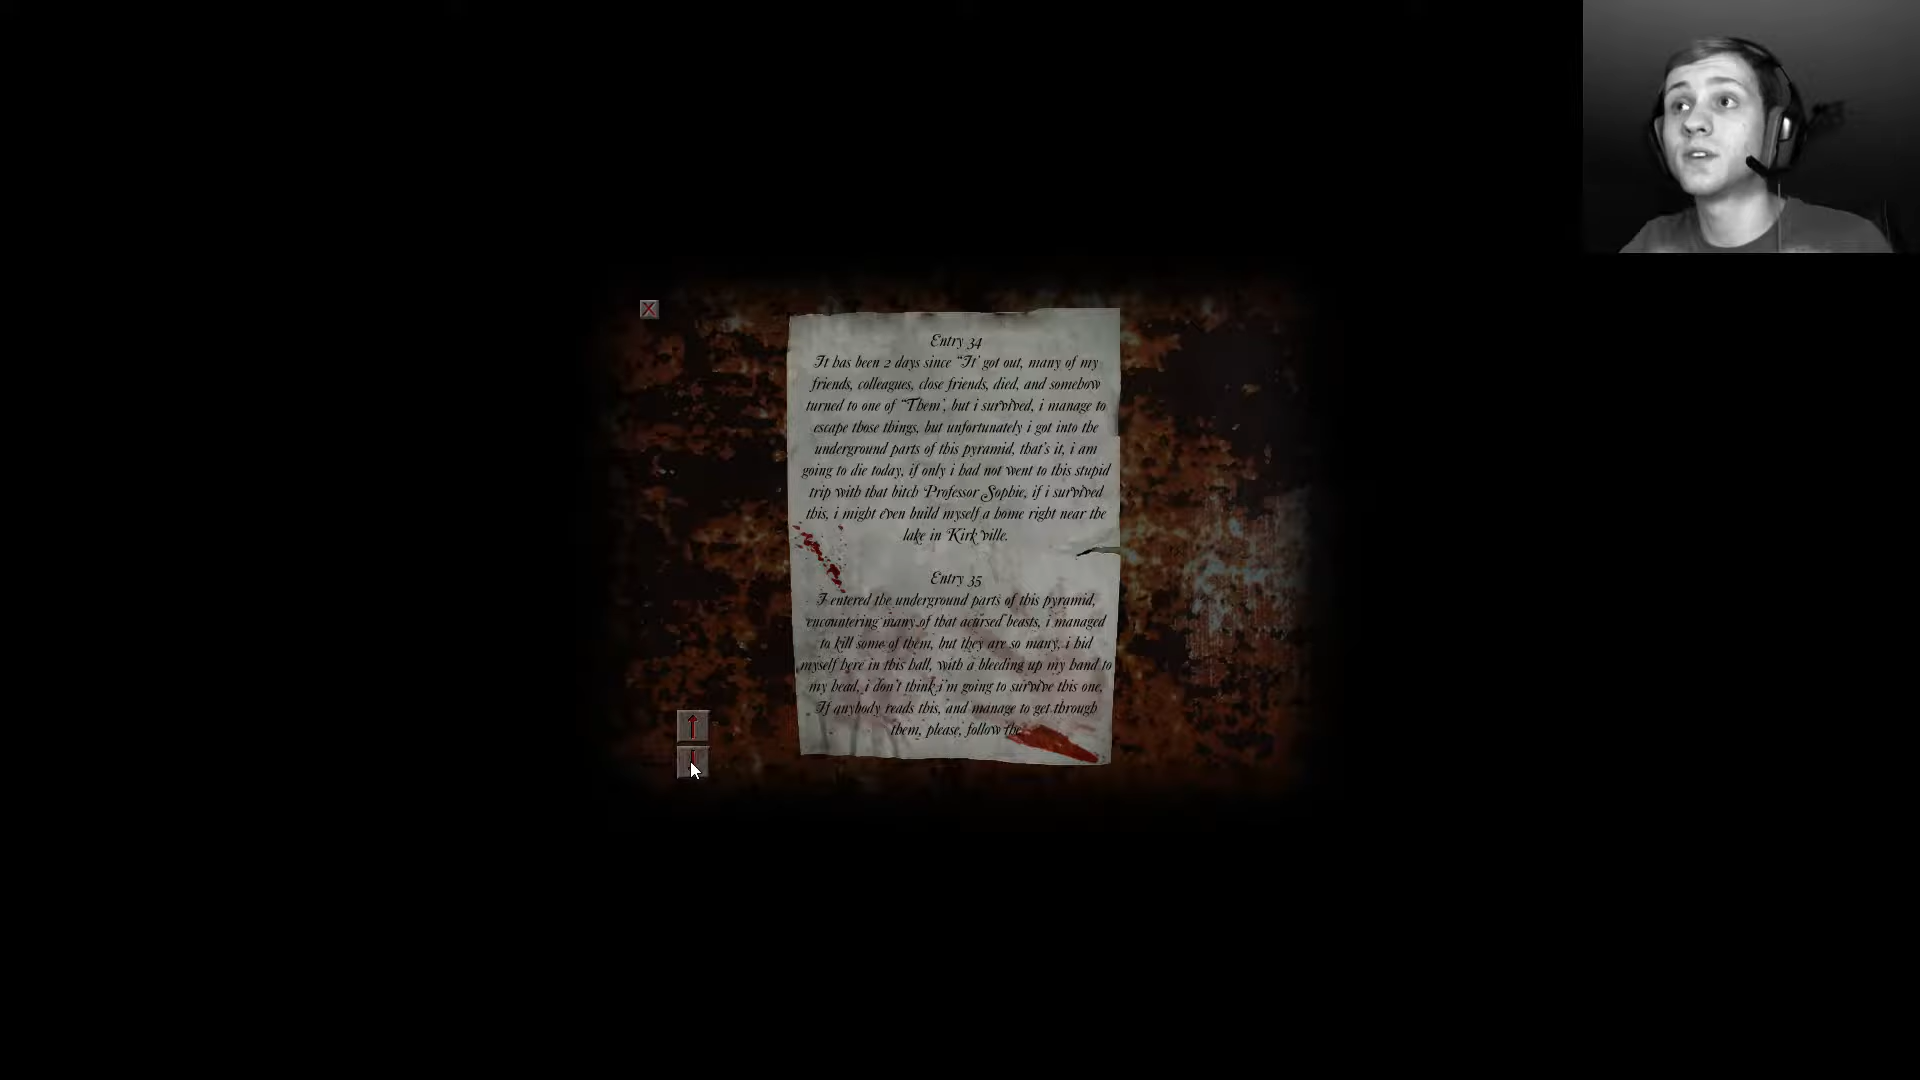 Entry 34
It has been 2 days since "It' got out, many of my
friends, colleagues, close friends, died, and somehow
turned to one of "Them', but i survived, i manage to
escape those things, but unfortunately i got into the
underground parts of this pyramid, that's it, i am
going to die today, if only i had not went to this stupid
trip with that bitch Professor Sophie, if i survived
this, i might even build myself a home right near the
lake in Kirk ville.
Entry 35
I entered the underground parts of this pyramid,
encountering many of that acursed beasts, i managed
to kill some of them, but they are so many, i hid
myself here in this hall, with a bleeding up my hand to
my head, i don't think i'm going to survive this one,
If anybody reads this, and manage to get through
them, please, follow the